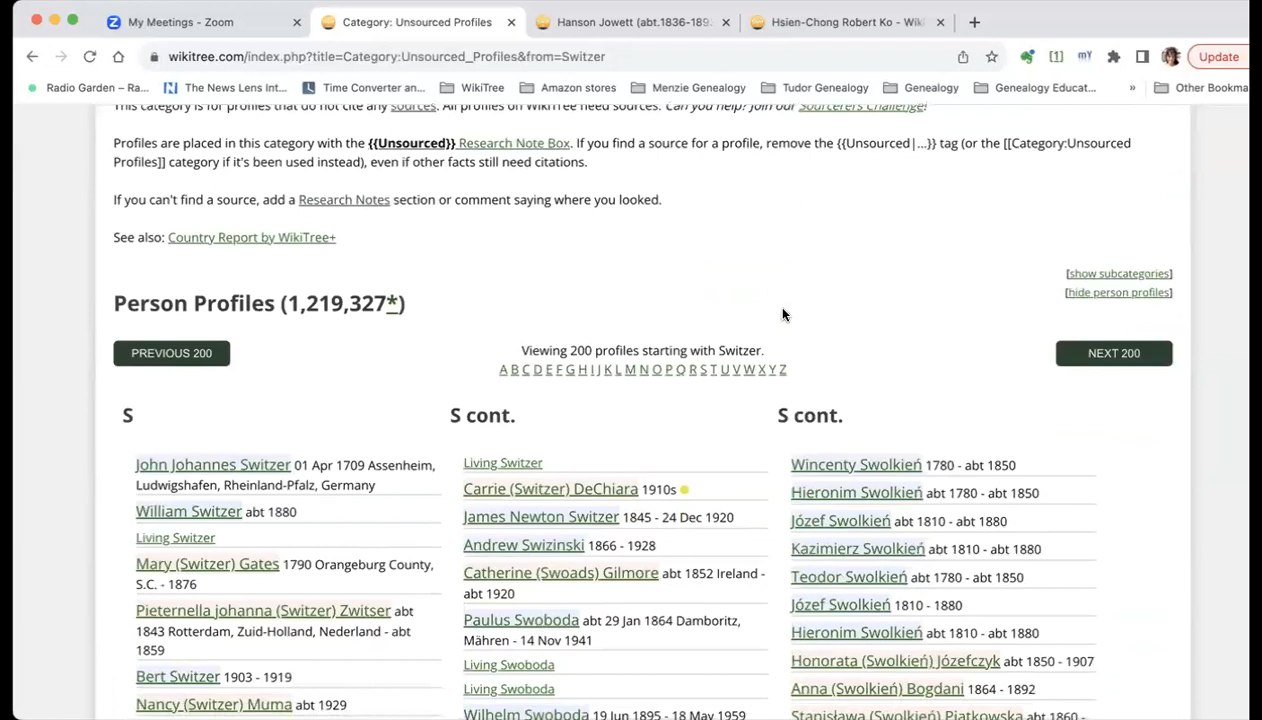 My Meetings - Zoom
Category: Unsourced Profiles
Hanson Jowett (abt.1836-189
Hsien-Chong Robert Ko - Wiki
wikitree.com/index.php?title=Category:Unsourced_Profiles&from=Switzer
Update
Radio Garden – Ra...
The News Lens Int...
Time Converter an...
WikiTree
Amazon stores
Menzie Genealogy
Tudor Genealogy
Genealogy
Genealogy Educat...
»
Other Bookma
This category is for profiles that do not cite any sources. All profiles on WikiTree need sources. Can you help? Join our Sourcerers Challenge!
Profiles are placed in this category with the {{Unsourced}} Research Note Box. If you find a source for a profile, remove the {{Unsourced|...}} tag (or the [[Category:Unsourced
Profiles]] category if it's been used instead), even if other facts still need citations.
If you can't find a source, add a Research Notes section or comment saying where you looked.
See also: Country Report by WikiTree+
[show subcategories]
[hide person profiles]
Person Profiles (1,219,327*)
PREVIOUS 200
Viewing 200 profiles starting with Switzer.
NEXT 200
A B C D E F G H I J K L M N O P Q R S T U V W X Y Z
S
John Johannes Switzer 01 Apr 1709 Assenheim,
Ludwigshafen, Rheinland-Pfalz, Germany
William Switzer abt 1880
Living Switzer
Mary (Switzer) Gates 1790 Orangeburg County,
S.C. - 1876
Pieternella johanna (Switzer) Zwitser abt
1843 Rotterdam, Zuid-Holland, Nederland - abt
1859
Bert Switzer 1903 - 1919
Nancy (Switzer) Muma abt 1929
S cont.
Living Switzer
Carrie (Switzer) DeChiara 1910s
James Newton Switzer 1845 - 24 Dec 1920
Andrew Swizinski 1866 - 1928
Catherine (Swoads) Gilmore abt 1852 Ireland -
abt 1920
Paulus Swoboda abt 29 Jan 1864 Damboritz,
Mähren - 14 Nov 1941
Living Swoboda
Living Swoboda
Wilhelm Swoboda 19 Jun 1895 - 18 May 1959
S cont.
Wincenty Swolkień 1780 - abt 1850
Hieronim Swolkień abt 1780 - abt 1850
Józef Swolkień abt 1810 - abt 1880
Kazimierz Swolkień abt 1810 - abt 1880
Teodor Swolkień abt 1780 - abt 1850
Józef Swolkień 1810 - 1880
Hieronim Swolkień abt 1810 - abt 1880
Honorata (Swolkień) Józefczyk abt 1850 - 1907
Anna (Swolkień) Bogdani 1864 - 1892
Stanisława (Swolkień) Piatkowska abt 1860 -